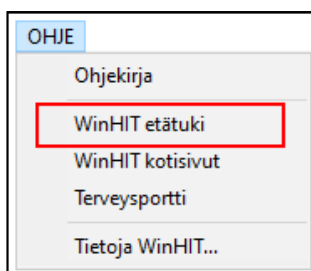 OHJE
Ohjekirja
WinHIT etätuki
WinHIT kotisivut
Terveysportti
Tietoja WinHIT...